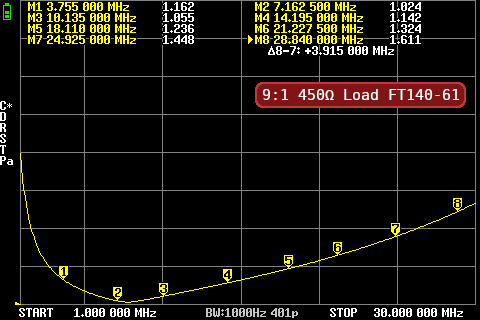 M1 3.755 000 MHz 1.162 M2 7.162 500 MHz 1.024
M3 10.135 000 MHz 1.055 M4 14.195 000 MHz 1.142
M5 18.110 000 MHz 1.236 M6 21.227 500 MHz 1.324
M7 24.925 000 MHz 1.448 M8 28.840 000 MHz 1.611
Δ8-7: +3.915 000 MHz
9:1 450Ω Load FT140-61
C*
D
R
S
T
Pa
1
2
3
4
5
6
7
8
START 1.000 000 MHz BW:1000Hz 401p STOP 30.000 000 MHz